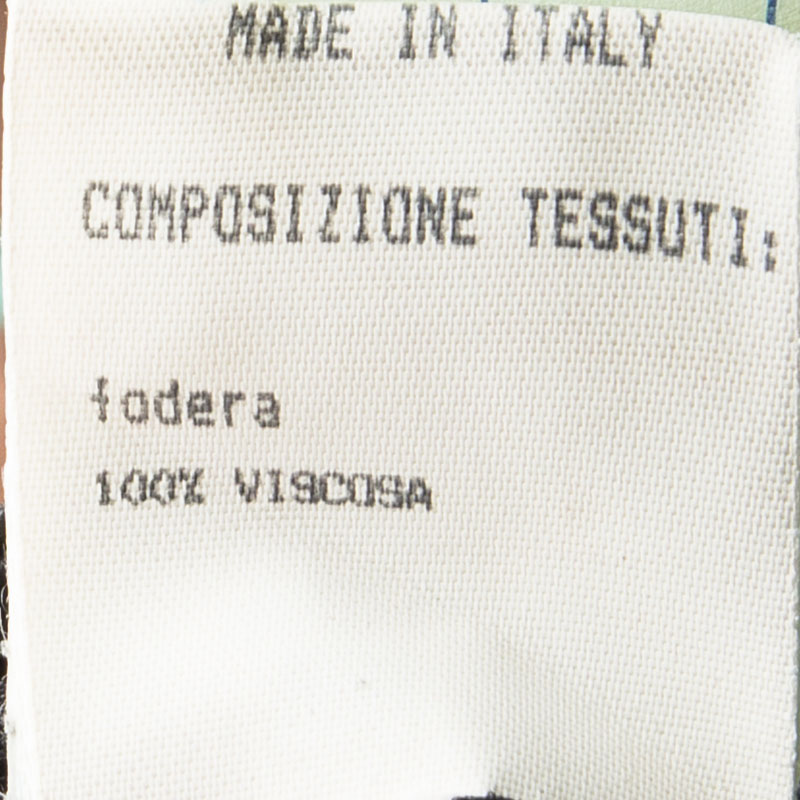 MADE IN ITALY
COMPOSIZIONE TESSUTI:
fodera
100% VISCOSA